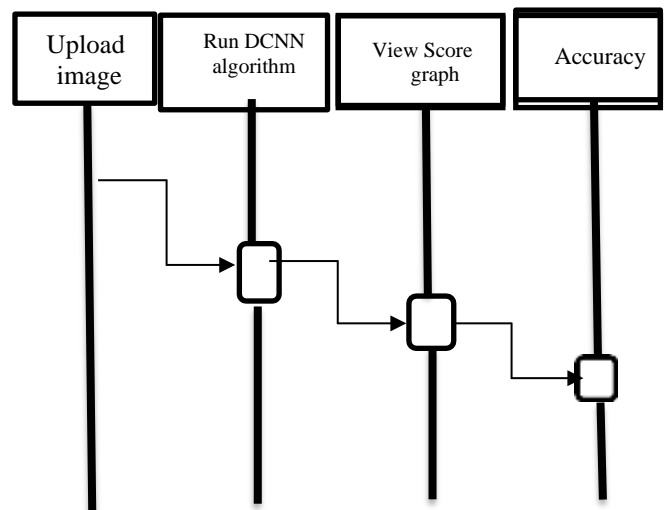 Upload
image
Run DCNN
algorithm
View Score
graph
Accuracy